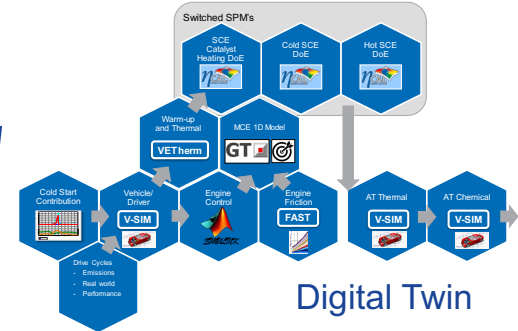 Switched SPM's
SCE
Catalyst
Heating DoE
Cold SCE
DoE
Hot SCE
DoE
Warm-up
and Thermal
VETherm
MCE 1D Model
GT
Cold Start
Contribution
Vehicle/
Driver
V-SIM
Engine
Control
Engine
Friction
FAST
AT Thermal
V-SIM
AT Chemical
V-SIM
Drive Cycles
- Emissions
- Real world
- Performance
Digital Twin